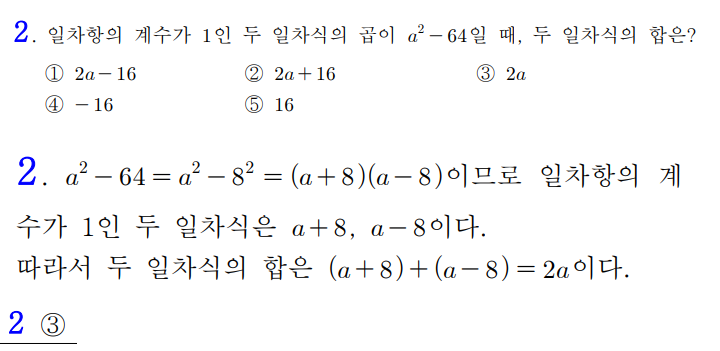 2. 일차항의 계수가 1인 두 일차식의 곱이 a²−64일 때, 두 일차식의 합은?
① 2a−16 ② 2a+16 ③ 2a
④ −16 ⑤ 16
2. a²−64=a²−8²=(a+8)(a−8)이므로 일차항의 계
수가 1인 두 일차식은 a+8, a−8이다.
따라서 두 일차식의 합은 (a+8)+(a−8)=2a이다.
2 ③